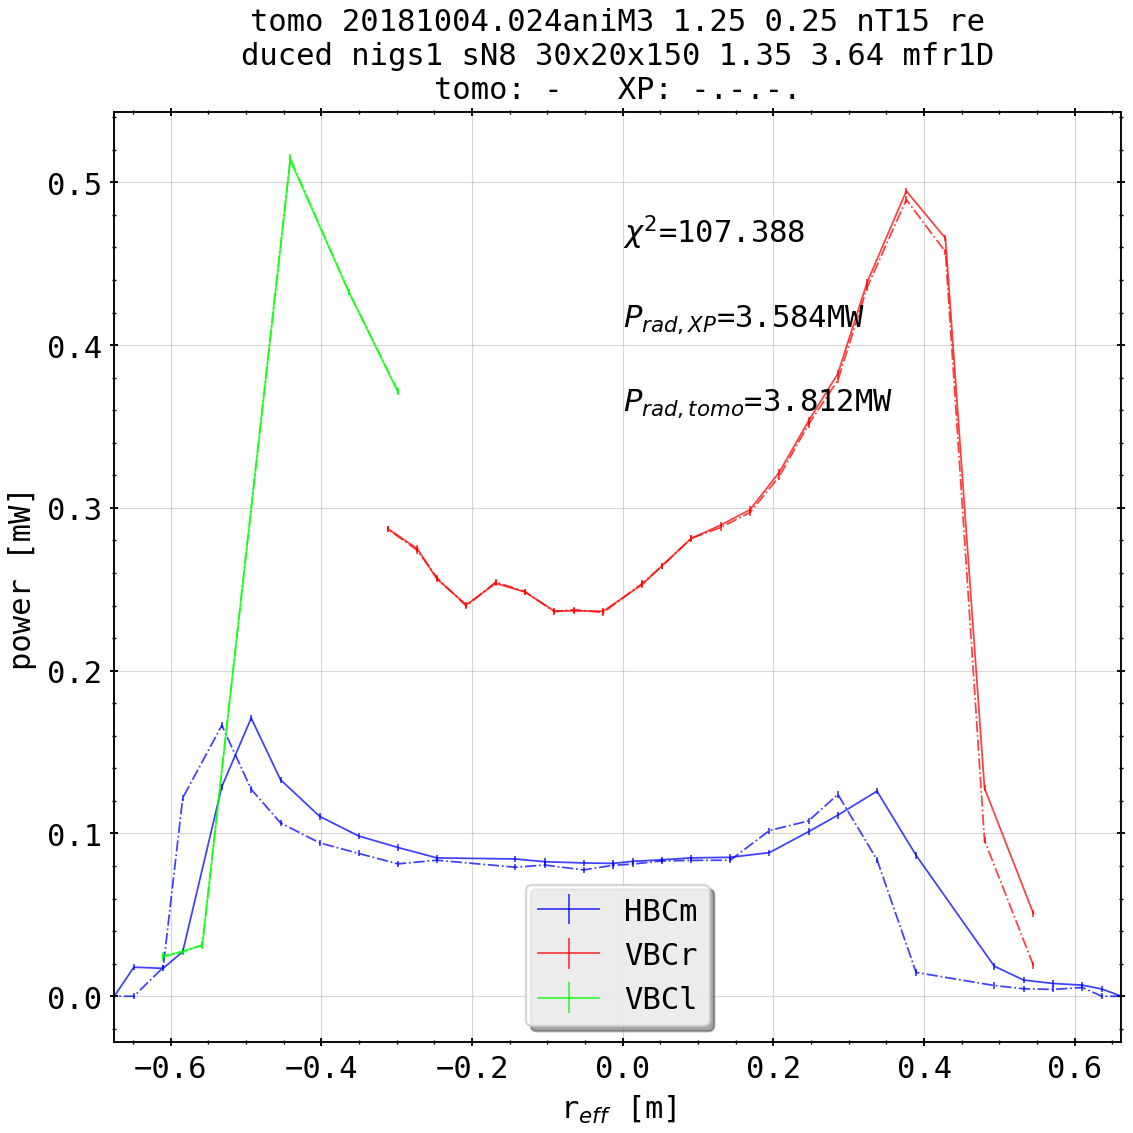 tomo 20181004.024aniM3 1.25 0.25 nT15 re
duced nigs1 sN8 30x20x150 1.35 3.64 mfr1D
tomo: -   XP: -.-.-.
χ²=107.388
P_rad,XP=3.584MW
P_rad,tomo=3.812MW
0.5
0.4
0.3
0.2
0.1
0.0
power [mW]
HBCm
VBCr
VBCl
−0.6 −0.4 −0.2 0.0 0.2 0.4 0.6
r_eff [m]